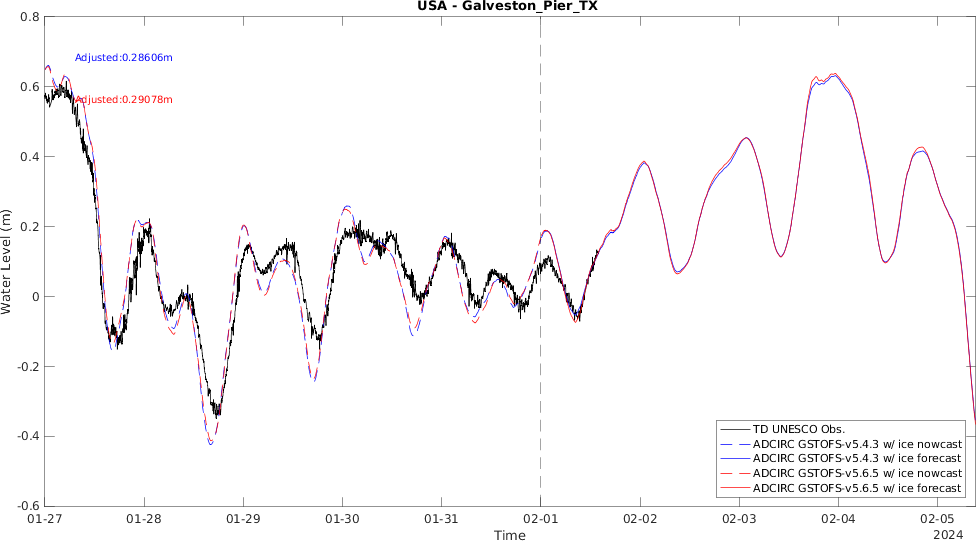 USA - Galveston_Pier_TX
0.8
0.6
0.4
0.2
0
-0.2
-0.4
-0.6
Water Level (m)
Adjusted:0.28606m
Adjusted:0.29078m
TD UNESCO Obs.
ADCIRC GSTOFS-v5.4.3 w/ ice nowcast
ADCIRC GSTOFS-v5.4.3 w/ ice forecast
ADCIRC GSTOFS-v5.6.5 w/ ice nowcast
ADCIRC GSTOFS-v5.6.5 w/ ice forecast
01-27 01-28 01-29 01-30 01-31 02-01 02-02 02-03 02-04 02-05
Time
2024